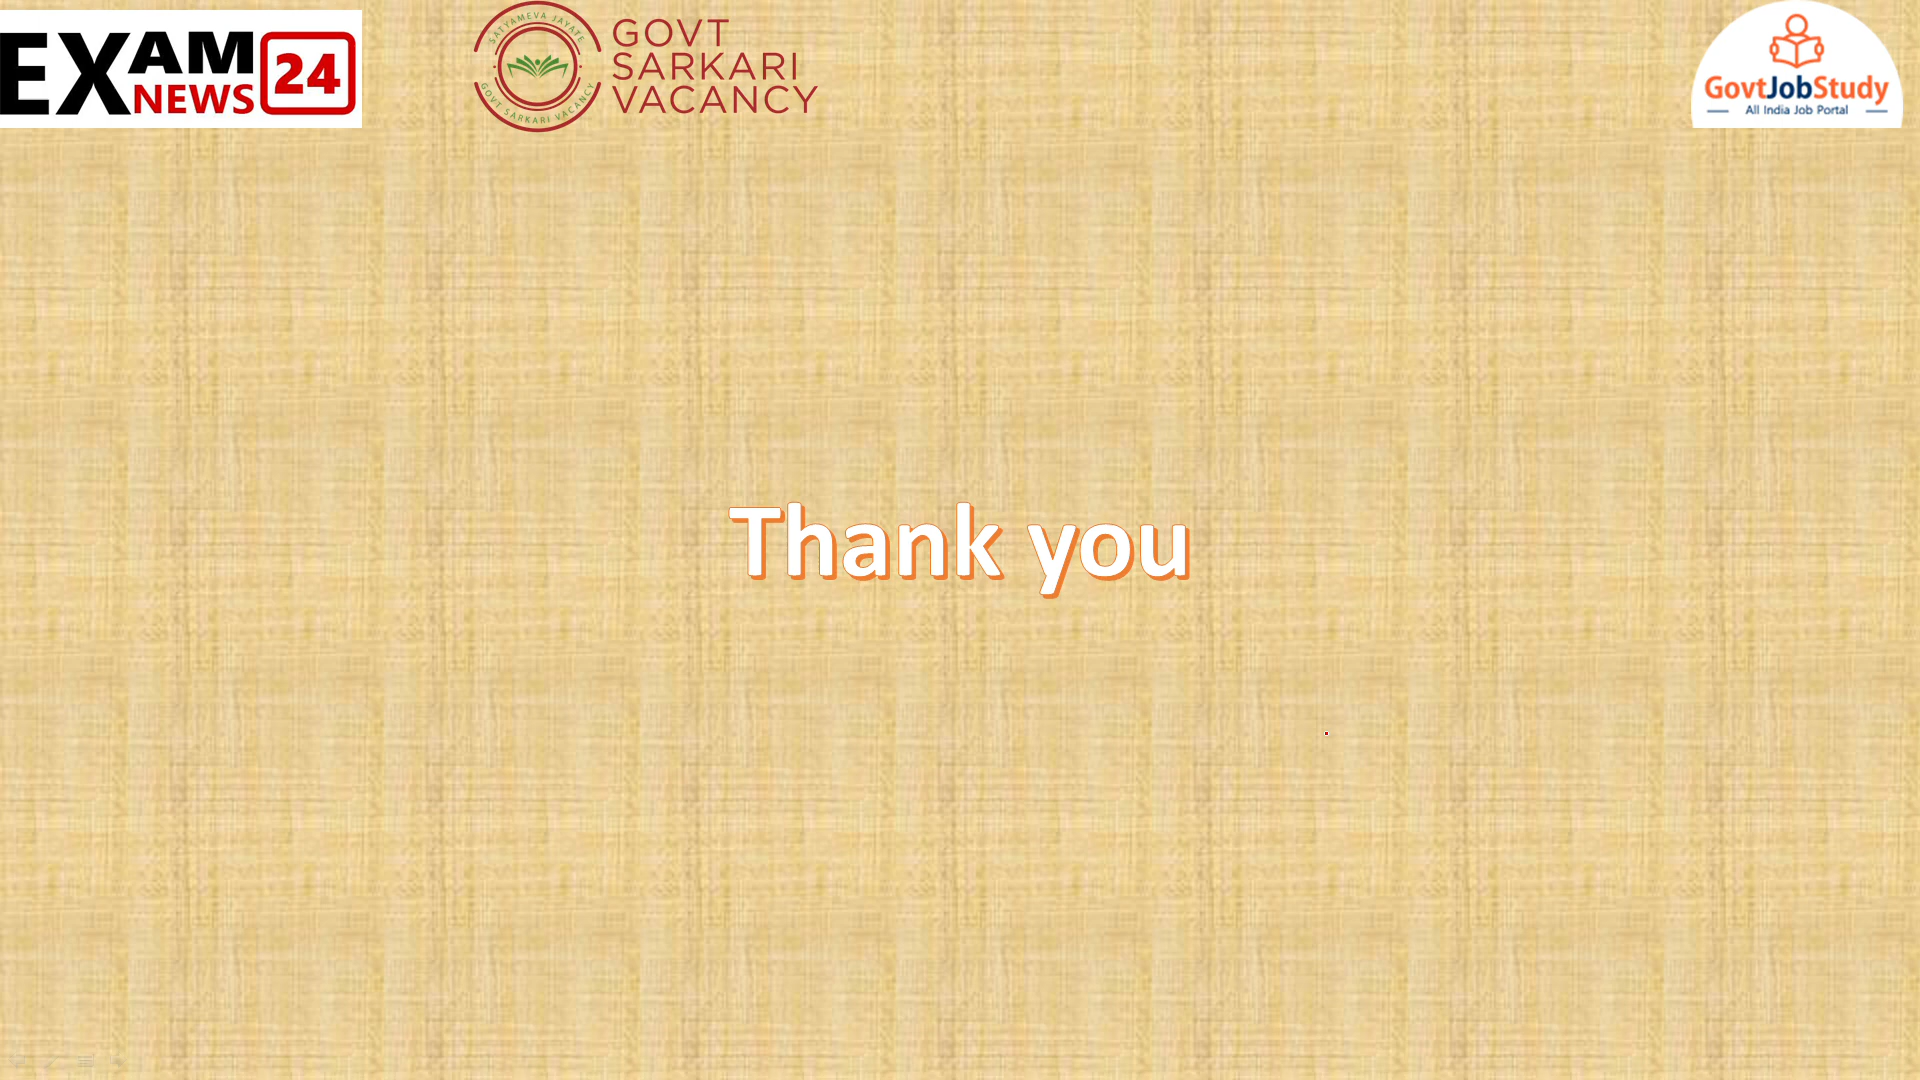 EXAM
NEWS 24
SATYAMEVA JAYATE
GOVT SARKARI VACANCY
GOVT
SARKARI
VACANCY
GovtJobStudy
All India Job Portal
Thank you